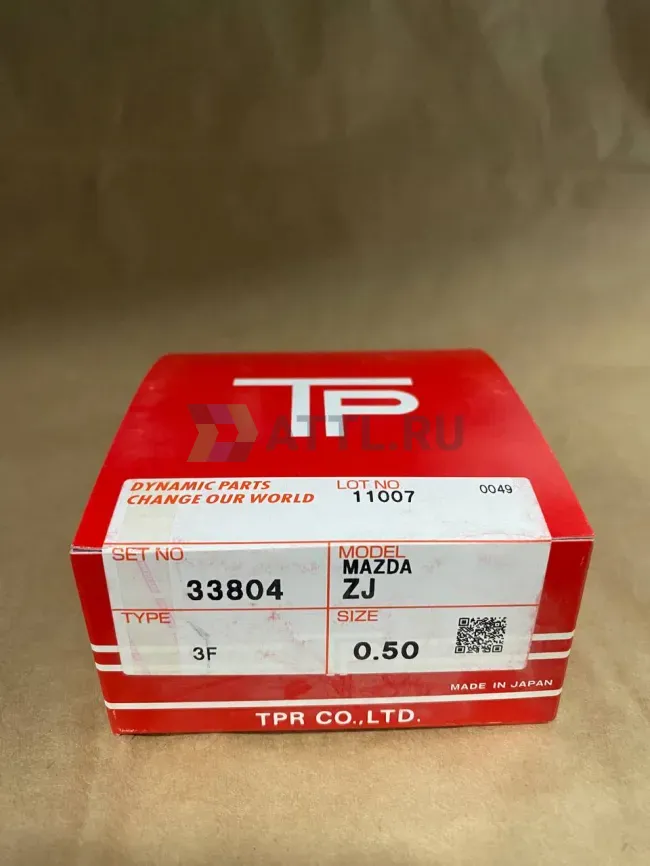 TP
ATTL.RU
DYNAMIC PARTS
CHANGE OUR WORLD
LOT NO
11007
0049
SET NO.
33804
MODEL
MAZDA
ZJ
TYPE
3F
SIZE
0.50
MADE IN JAPAN
TPR CO.,LTD.